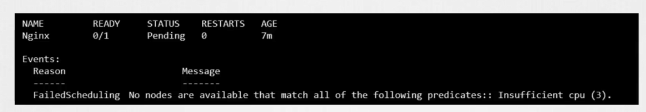 NAME READY STATUS RESTARTS AGE
Nginx 0/1 Pending 0 7m
Events:
Reason Message
------ -------
FailedScheduling No nodes are available that match all of the following predicates:: Insufficient cpu (3).